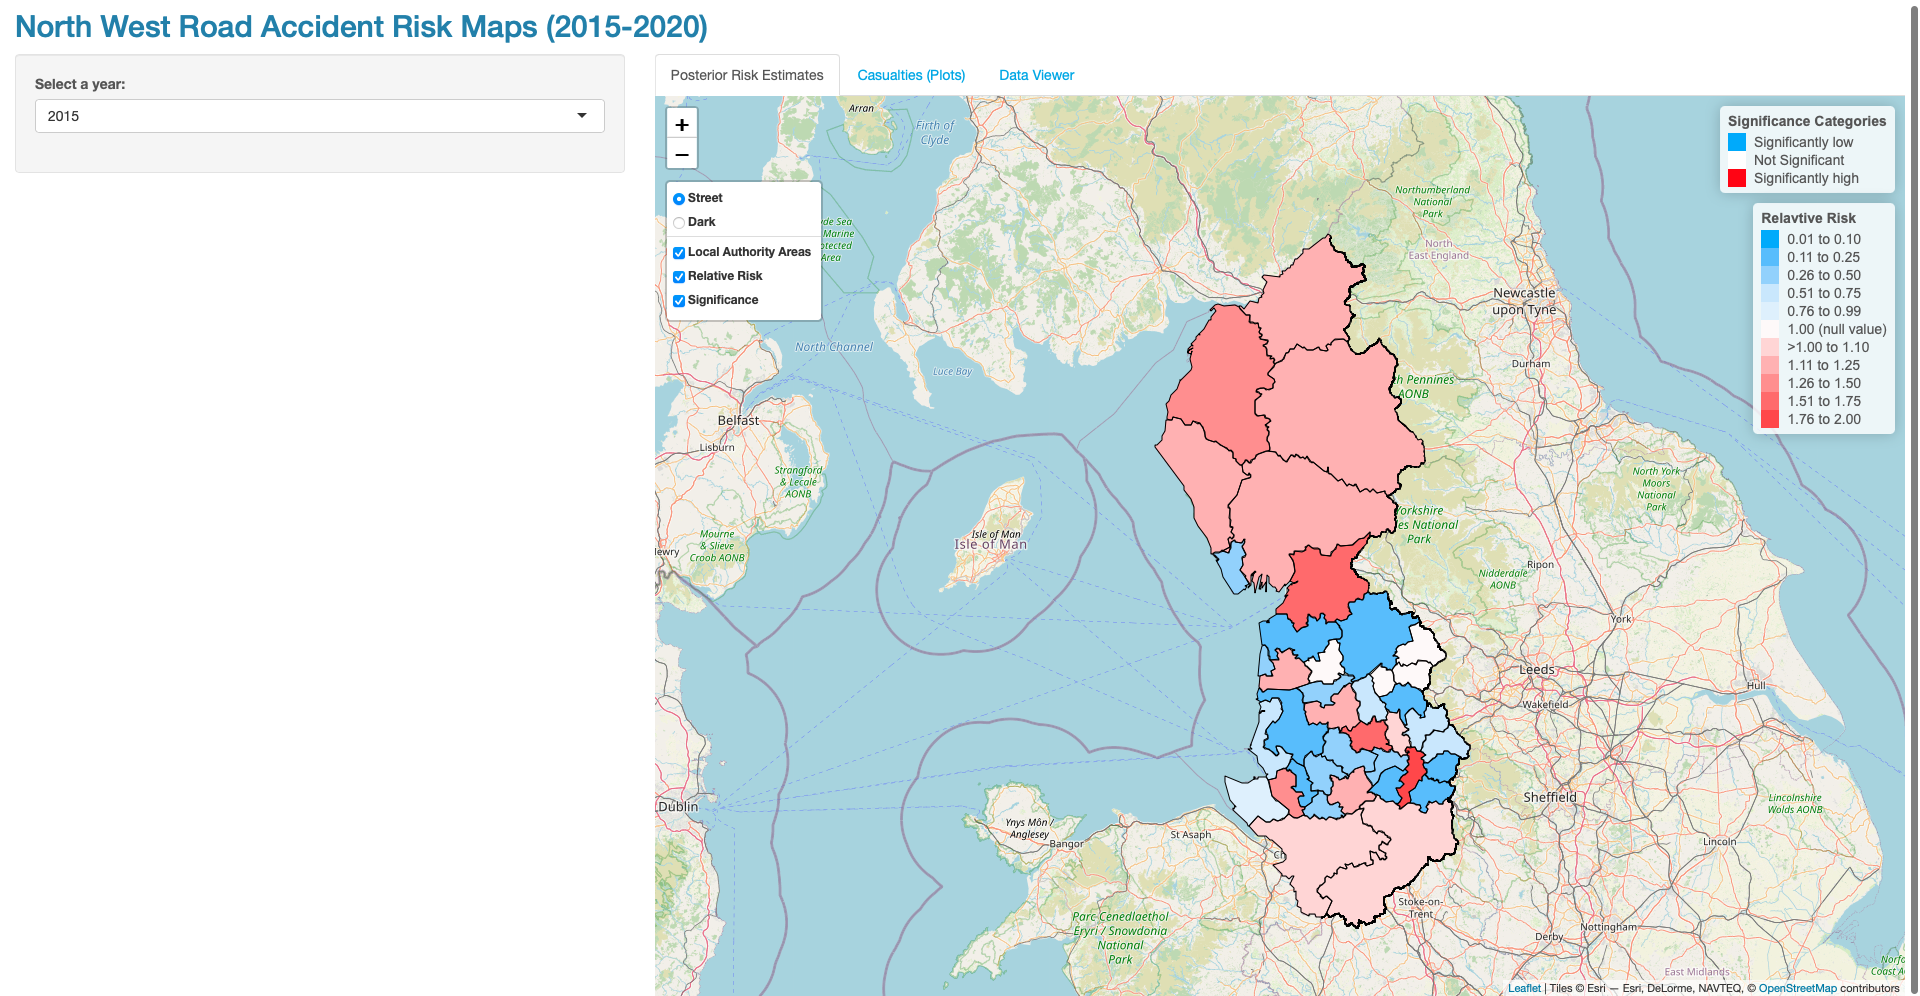 North West Road Accident Risk Maps (2015-2020)
Select a year:
2015
Posterior Risk Estimates
Casualties (Plots)
Data Viewer
+
−
Street
Dark
Local Authority Areas
Relative Risk
Significance
Significance Categories
Significantly low
Not Significant
Significantly high
Relavtive Risk
0.01 to 0.10
0.11 to 0.25
0.26 to 0.50
0.51 to 0.75
0.76 to 0.99
1.00 (null value)
>1.00 to 1.10
1.11 to 1.25
1.26 to 1.50
1.51 to 1.75
1.76 to 2.00
Arran
Firth of
Clyde
Northumberland
National
Park
North
East England
Newcastle
upon Tyne
Durham
North Channel
Luce Bay
Belfast
Lisburn
Strangford
& Lecale
AONB
Mourne
& Slieve
Croob AONB
Isle of Man
Isle of Man
AONB
North York
Moors
National
Park
Park
Ripon
Nidderdale
AONB
York
Leeds
Hull
Wakefield
Dublin
Ynys Môn /
Anglesey
Bangor
St Asaph
Sheffield
Lincolnshire
Wolds AONB
Lincoln
Stoke-on-
Trent
Parc Cenedlaethol
Eryri / Snowdonia
National
Park
Nottingham
Derby
East Midlands
Leaflet | Tiles © Esri — Esri, DeLorme, NAVTEQ, © OpenStreetMap contributors